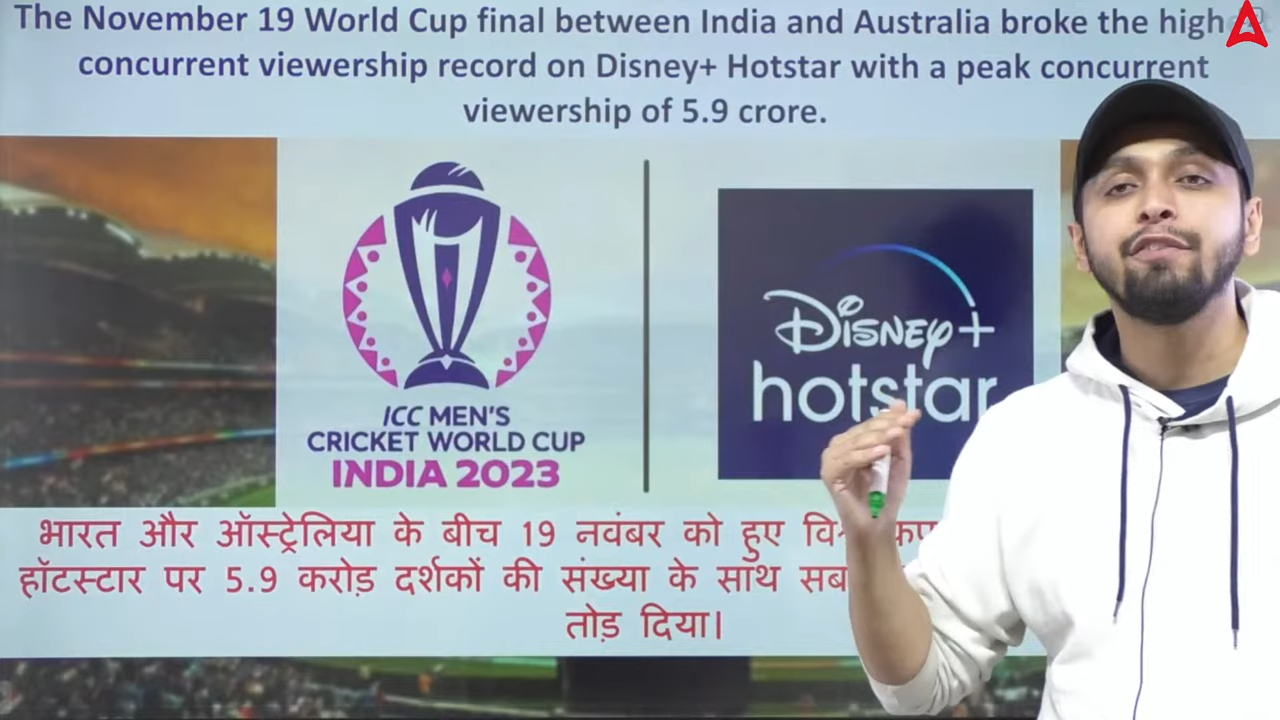 The November 19 World Cup final between India and Australia broke the high
concurrent viewership record on Disney+ Hotstar with a peak concurrent
viewership of 5.9 crore.
ICC MEN'S
CRICKET WORLD CUP
INDIA 2023
Disney+
hotstar
भारत और ऑस्ट्रेलिया के बीच 19 नवंबर को हुए
हॉटस्टार पर 5.9 करोड़ दर्शकों की संख्या के साथ
तोड़ दिया।